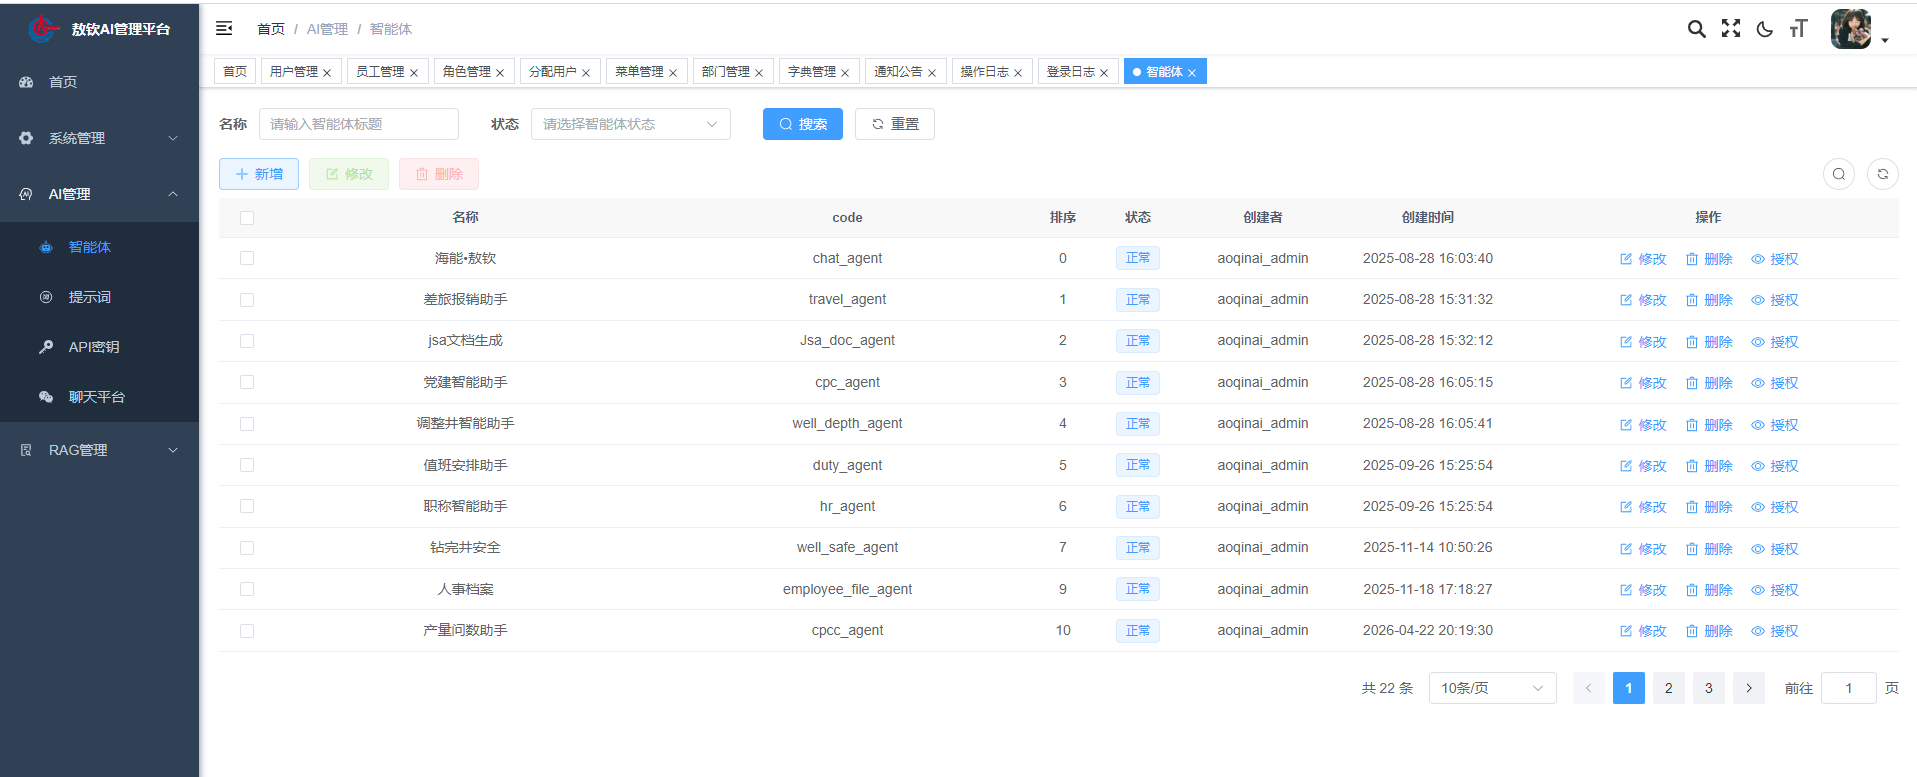 敖钦AI管理平台
首页
系统管理
AI管理
智能体
提示词
API密钥
聊天平台
RAG管理
首页 / AI管理 / 智能体
首页 用户管理 员工管理 角色管理 分配用户 菜单管理 部门管理 字典管理 通知公告 操作日志 登录日志 智能体
名称 请输入智能体标题 状态 请选择智能体状态 搜索 重置
新增 修改 删除
名称 code 排序 状态 创建者 创建时间 操作
海能•敖钦 chat_agent 0 正常 aoqinai_admin 2025-08-28 16:03:40 修改 删除 授权
差旅报销助手 travel_agent 1 正常 aoqinai_admin 2025-08-28 15:31:32 修改 删除 授权
jsa文档生成 Jsa_doc_agent 2 正常 aoqinai_admin 2025-08-28 15:32:12 修改 删除 授权
党建智能助手 cpc_agent 3 正常 aoqinai_admin 2025-08-28 16:05:15 修改 删除 授权
调整井智能助手 well_depth_agent 4 正常 aoqinai_admin 2025-08-28 16:05:41 修改 删除 授权
值班安排助手 duty_agent 5 正常 aoqinai_admin 2025-09-26 15:25:54 修改 删除 授权
职称智能助手 hr_agent 6 正常 aoqinai_admin 2025-09-26 15:25:54 修改 删除 授权
钻完井安全 well_safe_agent 7 正常 aoqinai_admin 2025-11-14 10:50:26 修改 删除 授权
人事档案 employee_file_agent 9 正常 aoqinai_admin 2025-11-18 17:18:27 修改 删除 授权
产量问数助手 cpcc_agent 10 正常 aoqinai_admin 2026-04-22 20:19:30 修改 删除 授权
共 22 条 10条/页 1 2 3 前往 1 页